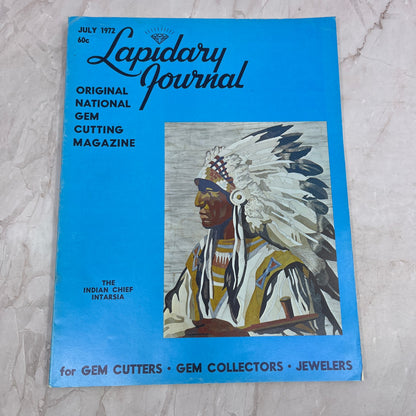 JULY 1972
60c
Lapidary
Journal
ORIGINAL
NATIONAL
GEM
CUTTING
MAGAZINE
THE
INDIAN CHIEF
INTARSIA
for GEM CUTTERS • GEM COLLECTORS • JEWELERS